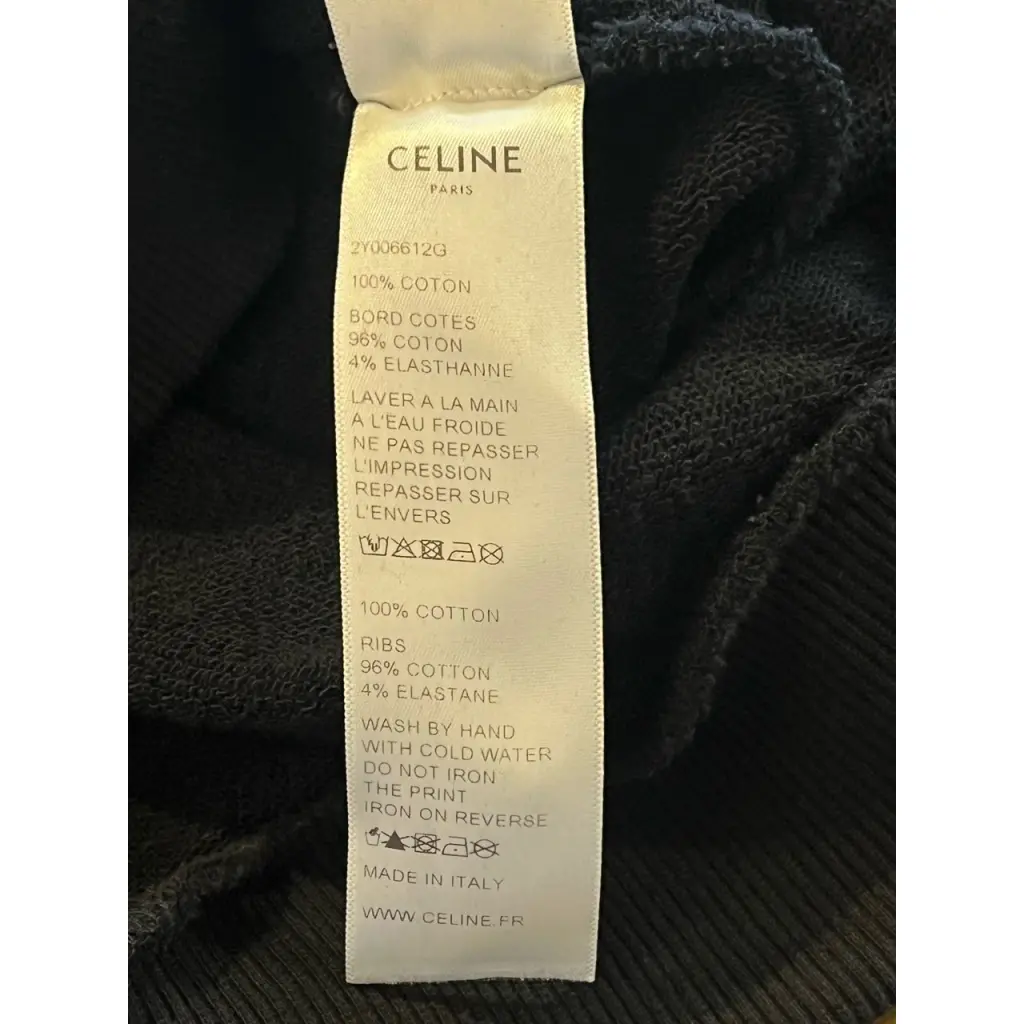 CELINE
PARIS
2Y006612G
100% COTON
BORD COTES
96% COTON
4% ELASTHANNE
LAVER A LA MAIN
A L'EAU FROIDE
NE PAS REPASSER
L'IMPRESSION
REPASSER SUR
L'ENVERS
100% COTTON
RIBS
96% COTTON
4% ELASTANE
WASH BY HAND
WITH COLD WATER
DO NOT IRON
THE PRINT
IRON ON REVERSE
MADE IN ITALY
WWW.CELINE.FR